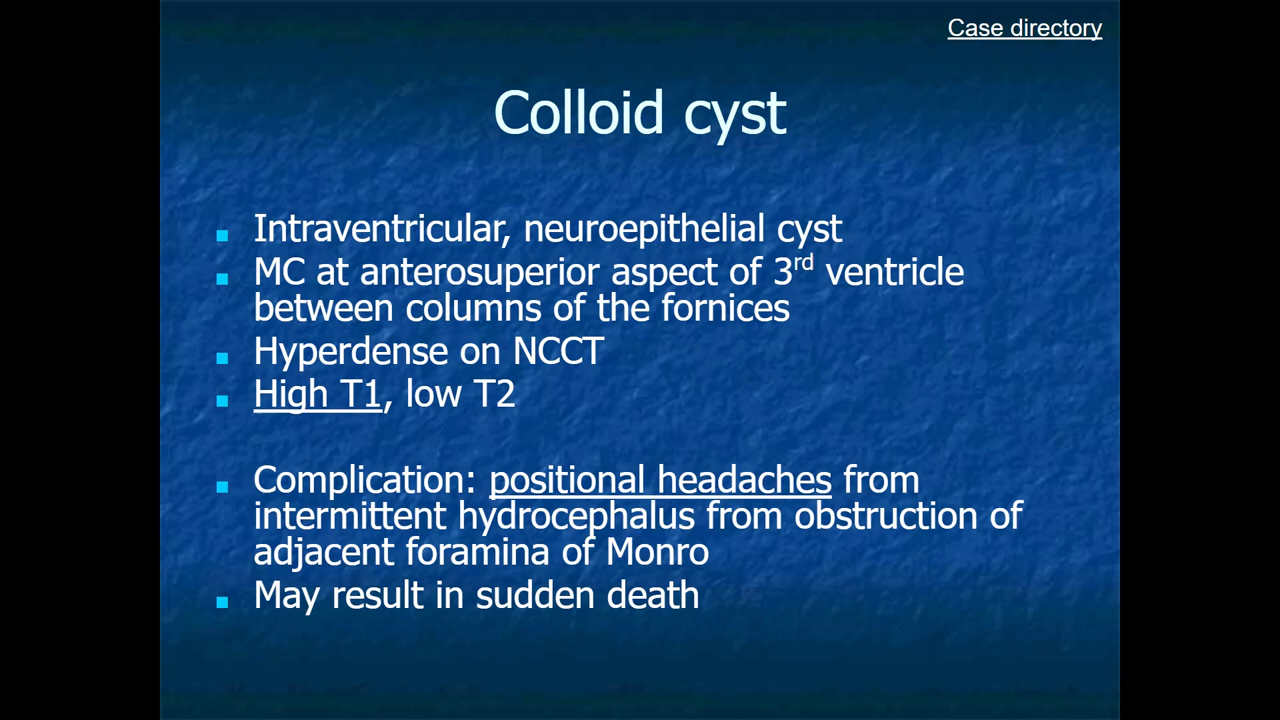 Case directory
Colloid cyst
Intraventricular, neuroepithelial cyst
MC at anterosuperior aspect of 3rd ventricle
between columns of the fornices
Hyperdense on NCCT
High T1, low T2
Complication: positional headaches from
intermittent hydrocephalus from obstruction of
adjacent foramina of Monro
May result in sudden death